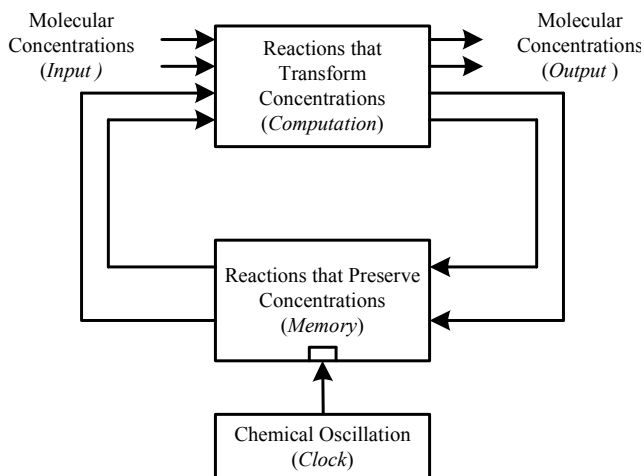 Molecular
Concentrations
(Input )
Reactions that
Transform
Concentrations
(Computation)
Molecular
Concentrations
(Output )
Reactions that Preserve
Concentrations
(Memory)
Chemical Oscillation
(Clock)